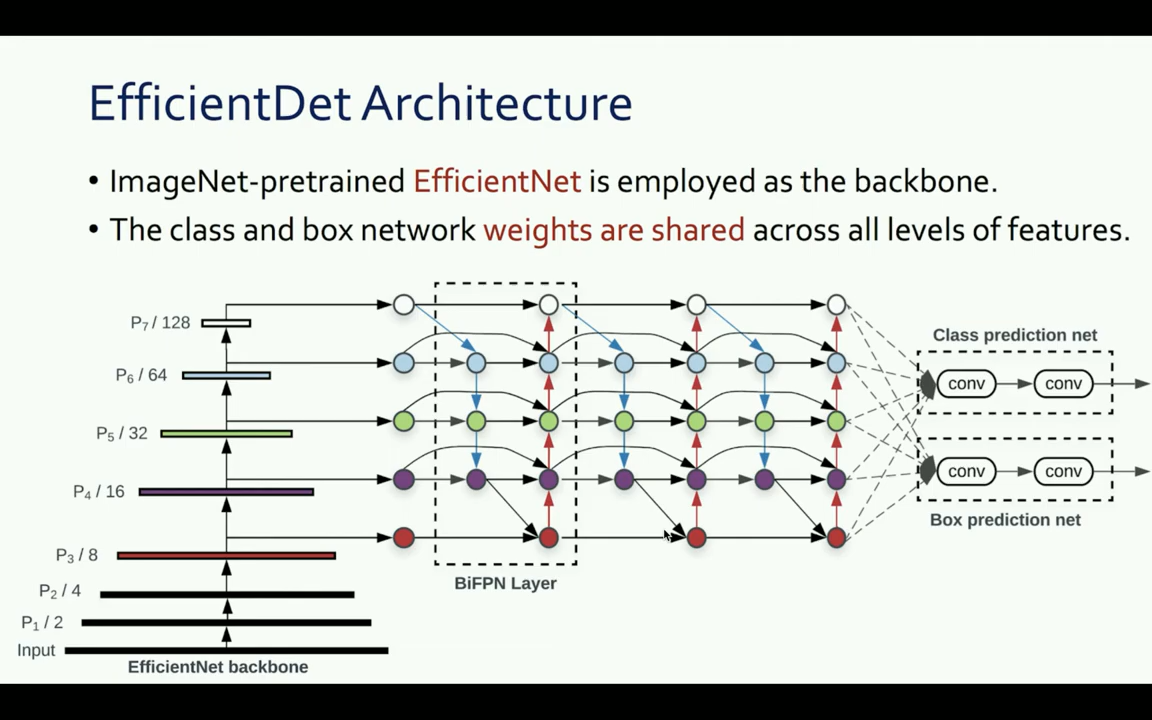 EfficientDet Architecture
• ImageNet-pretrained EfficientNet is employed as the backbone.
• The class and box network weights are shared across all levels of features.
P7 / 128
P6 / 64
P5 / 32
P4 / 16
P3 / 8
P2 / 4
P1 / 2
Input
EfficientNet backbone
BiFPN Layer
Class prediction net
conv conv
conv conv
Box prediction net